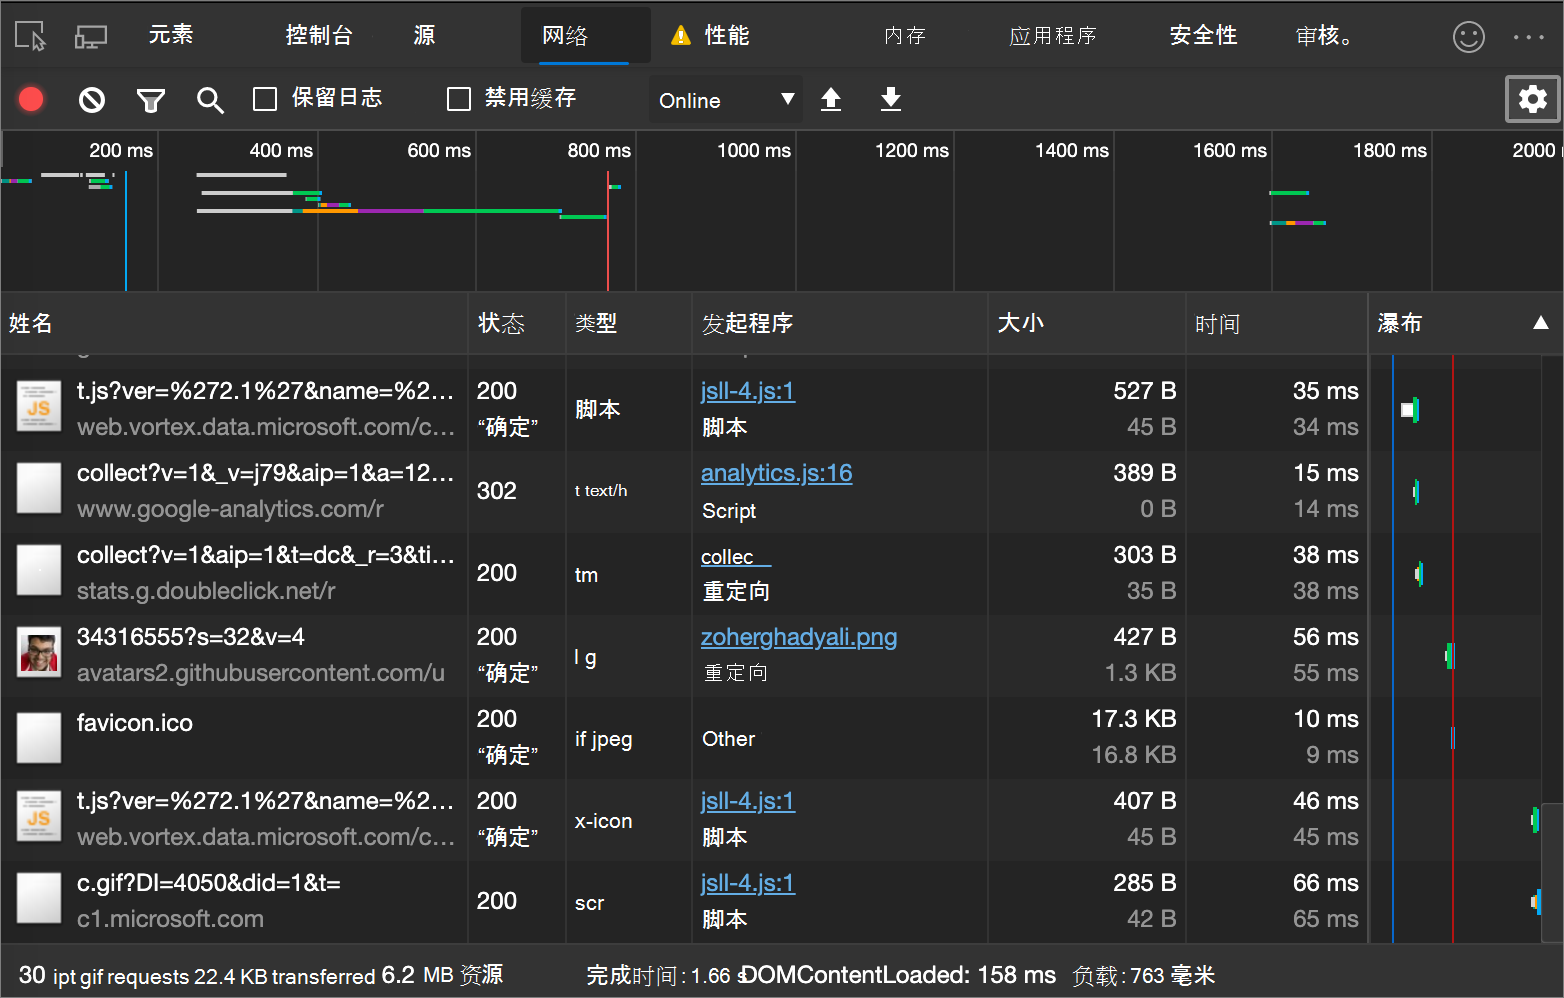 元素 控制台 源 网络 性能 内存 应用程序 安全性 审核。
保留日志 禁用缓存 Online
200 ms 400 ms 600 ms 800 ms 1000 ms 1200 ms 1400 ms 1600 ms 1800 ms 2000
姓名 状态 类型 发起程序 大小 时间 瀑布
t.js?ver=%272.1%27&name=%2... 200 脚本 jsll-4.js:1 527 B 35 ms
web.vortex.data.microsoft.com/c... “确定” 脚本 45 B 34 ms
collect?v=1&_v=j79&aip=1&a=12... 302 t text/h analytics.js:16 389 B 15 ms
www.google-analytics.com/r Script 0 B 14 ms
collect?v=1&aip=1&t=dc&_r=3&ti... 200 tm collec 303 B 38 ms
stats.g.doubleclick.net/r 重定向 35 B 38 ms
34316555?s=32&v=4 200 l g zoherghadyali.png 427 B 56 ms
avatars2.githubusercontent.com/u “确定” 重定向 1.3 KB 55 ms
favicon.ico 200 if jpeg Other 17.3 KB 10 ms
“确定” 16.8 KB 9 ms
t.js?ver=%272.1%27&name=%2... 200 x-icon jsll-4.js:1 407 B 46 ms
web.vortex.data.microsoft.com/c... “确定” 脚本 45 B 45 ms
c.gif?DI=4050&did=1&t= 200 scr jsll-4.js:1 285 B 66 ms
c1.microsoft.com 脚本 42 B 65 ms
30 ipt gif requests 22.4 KB transferred 6.2 MB 资源 完成时间: 1.66 s DOMContentLoaded: 158 ms 负载: 763 毫米